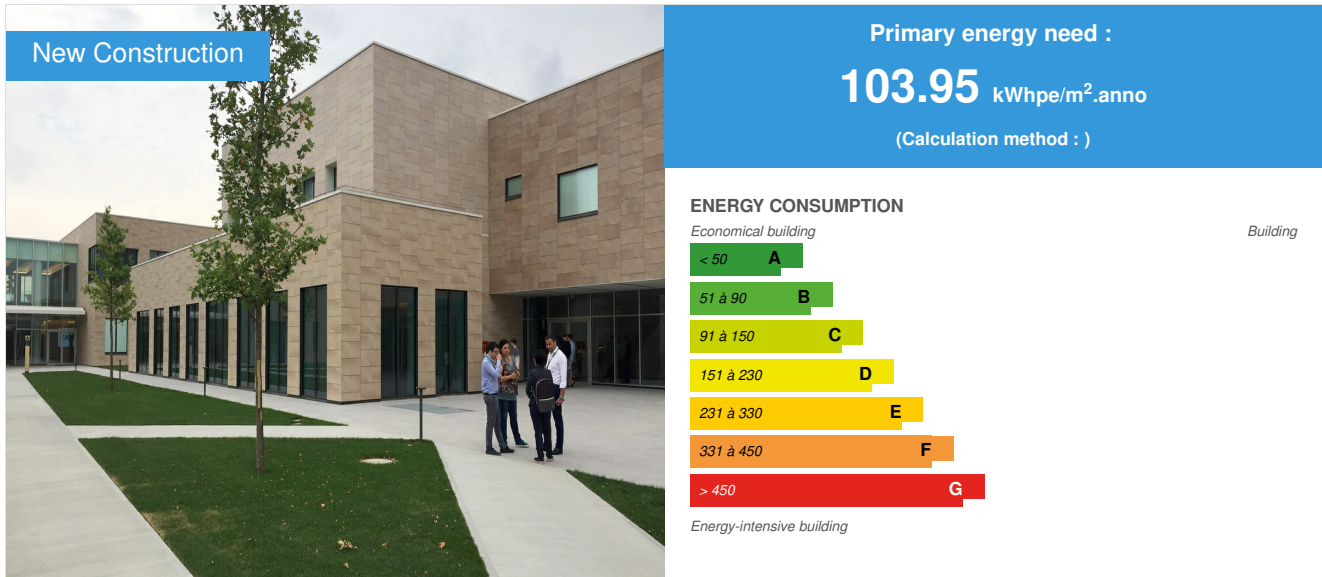 New Construction
Primary energy need :
103.95 kWhpe/m².anno
(Calculation method : )
ENERGY CONSUMPTION
Economical building
Building
< 50 A
51 à 90 B
91 à 150 C
151 à 230 D
231 à 330 E
331 à 450 F
> 450 G
Energy-intensive building